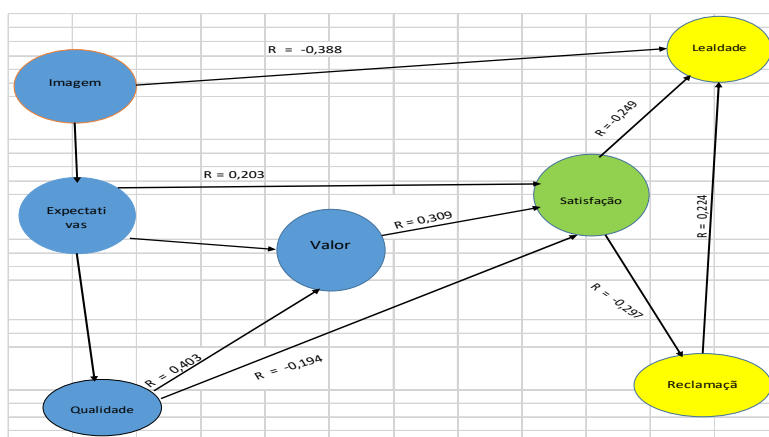 Lealdade
R = -0,388
Imagem
R = -0,249
R = 0,203
Satisfação
Expectati
vas
R = 0,309
Valor
R = 0,224
R = -0,297
R = 0,403
R = -0,194
Reclamaçã
Qualidade